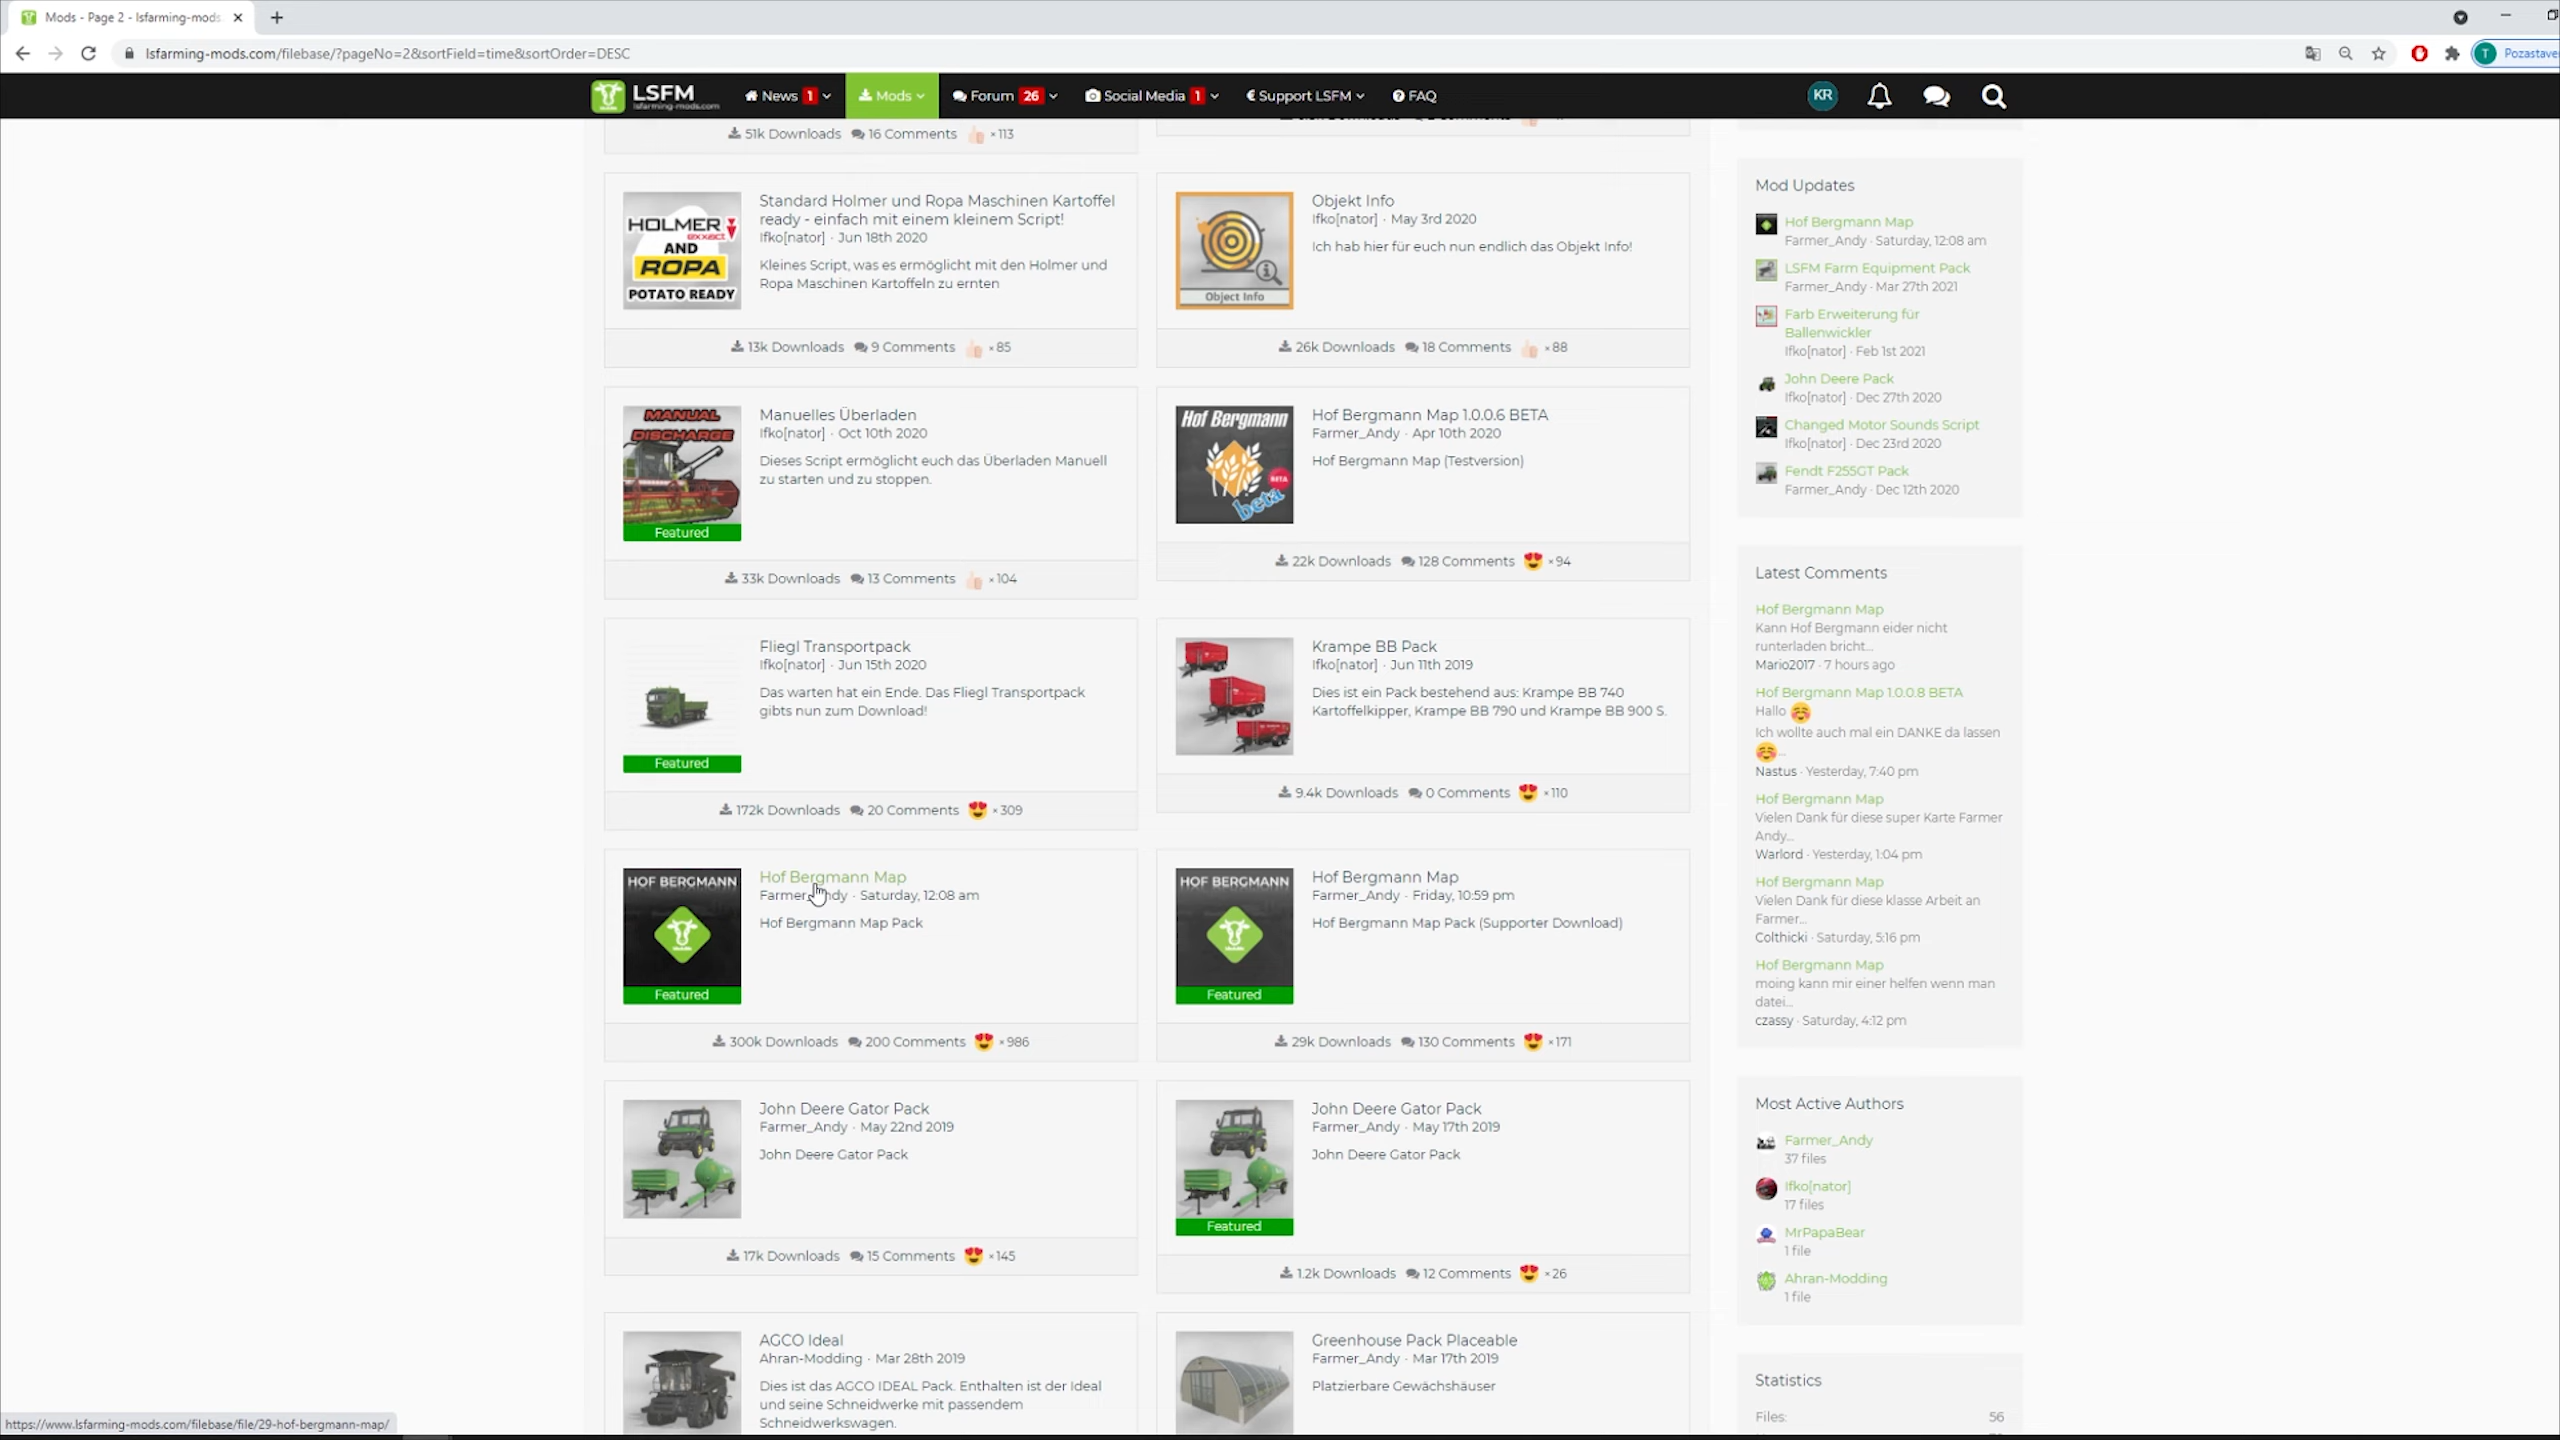 Mods - Page 2 - lsfarming-mods
lsfarming-mods.com/filebase/?pageNo=2&sortField=time&sortOrder=DESC
T Pozastave
LSFM
lsfarming-mods.com
News 1
Mods
Forum 26
Social Media 1
€ Support LSFM
FAQ
KR
51k Downloads 16 Comments ×113
HOLMER
exxact
AND
ROPA
POTATO READY
Standard Holmer und Ropa Maschinen Kartoffel
ready - einfach mit einem kleinem Script!
Ifko[nator] · Jun 18th 2020
Kleines Script, was es ermöglicht mit den Holmer und
Ropa Maschinen Kartoffeln zu ernten
13k Downloads 9 Comments ×85
Object Info
Objekt Info
Ifko[nator] · May 3rd 2020
Ich hab hier für euch nun endlich das Objekt Info!
26k Downloads 18 Comments ×88
MANUAL
DISCHARGE
Featured
Manuelles Überladen
Ifko[nator] · Oct 10th 2020
Dieses Script ermöglicht euch das Überladen Manuell
zu starten und zu stoppen.
33k Downloads 13 Comments ×104
Hof Bergmann
BETA
beta
Hof Bergmann Map 1.0.0.6 BETA
Farmer_Andy · Apr 10th 2020
Hof Bergmann Map (Testversion)
22k Downloads 128 Comments ×94
Featured
Fliegl Transportpack
Ifko[nator] · Jun 15th 2020
Das warten hat ein Ende. Das Fliegl Transportpack
gibts nun zum Download!
172k Downloads 20 Comments ×309
Krampe BB Pack
Ifko[nator] · Jun 11th 2019
Dies ist ein Pack bestehend aus: Krampe BB 740
Kartoffelkipper, Krampe BB 790 und Krampe BB 900 S.
9.4k Downloads 0 Comments ×110
HOF BERGMANN
Featured
Hof Bergmann Map
Farmer_Andy · Saturday, 12:08 am
Hof Bergmann Map Pack
300k Downloads 200 Comments ×986
HOF BERGMANN
Featured
Hof Bergmann Map
Farmer_Andy · Friday, 10:59 pm
Hof Bergmann Map Pack (Supporter Download)
29k Downloads 130 Comments ×171
John Deere Gator Pack
Farmer_Andy · May 22nd 2019
John Deere Gator Pack
17k Downloads 15 Comments ×145
Featured
John Deere Gator Pack
Farmer_Andy · May 17th 2019
John Deere Gator Pack
1.2k Downloads 12 Comments ×26
AGCO Ideal
Ahran-Modding · Mar 28th 2019
Dies ist das AGCO IDEAL Pack. Enthalten ist der Ideal
und seine Schneidwerke mit passendem
Schneidwerkswagen.
Greenhouse Pack Placeable
Farmer_Andy · Mar 17th 2019
Platzierbare Gewächshäuser
Mod Updates
Hof Bergmann Map
Farmer_Andy · Saturday, 12:08 am
LSFM Farm Equipment Pack
Farmer_Andy · Mar 27th 2021
Farb Erweiterung für
Ballenwickler
Ifko[nator] · Feb 1st 2021
John Deere Pack
Ifko[nator] · Dec 27th 2020
Changed Motor Sounds Script
Ifko[nator] · Dec 23rd 2020
Fendt F255GT Pack
Farmer_Andy · Dec 12th 2020
Latest Comments
Hof Bergmann Map
Kann Hof Bergmann eider nicht
runterladen bricht...
Mario2017 · 7 hours ago
Hof Bergmann Map 1.0.0.8 BETA
Hallo
Ich wollte auch mal ein DANKE da lassen
...
Nastus · Yesterday, 7:40 pm
Hof Bergmann Map
Vielen Dank für diese super Karte Farmer
Andy...
Warlord · Yesterday, 1:04 pm
Hof Bergmann Map
Vielen Dank für diese klasse Arbeit an
Farmer...
Colthicki · Saturday, 5:16 pm
Hof Bergmann Map
moing kann mir einer helfen wenn man
datei...
czassy · Saturday, 4:12 pm
Most Active Authors
Farmer_Andy
37 files
Ifko[nator]
17 files
MrPapaBear
1 file
Ahran-Modding
1 file
Statistics
Files: 56
https://www.lsfarming-mods.com/filebase/file/29-hof-bergmann-map/